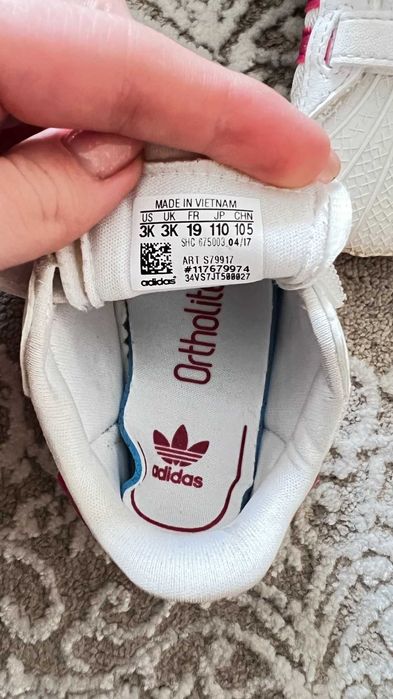 MADE IN VIETNAM
US UK FR JP CHN
3K 3K 19 110 105
SHC 675003 04/17
ART S79917
#117679974
adidas 34VS7JT500027
Ortholite
adidas